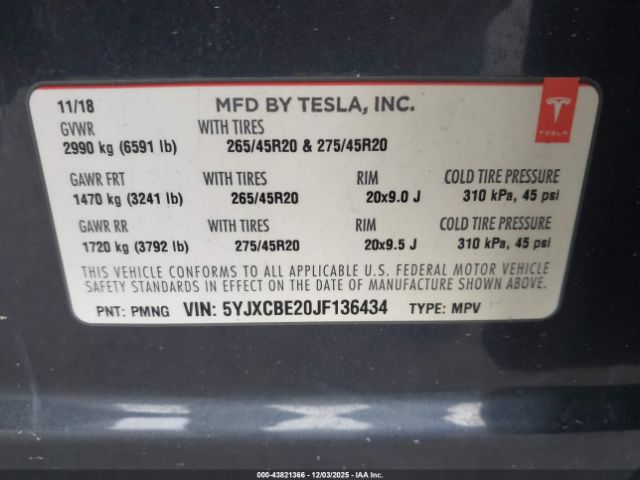 11/18 MFD BY TESLA, INC.
TESLA
GVWR WITH TIRES
2990 kg (6591 lb) 265/45R20 & 275/45R20
GAWR FRT WITH TIRES RIM COLD TIRE PRESSURE
1470 kg (3241 lb) 265/45R20 20x9.0 J 310 kPa, 45 psi
GAWR RR WITH TIRES RIM COLD TIRE PRESSURE
1720 kg (3792 lb) 275/45R20 20x9.5 J 310 kPa, 45 psi
THIS VEHICLE CONFORMS TO ALL APPLICABLE U.S. FEDERAL MOTOR VEHICLE
SAFETY STANDARDS IN EFFECT ON THE DATE OF MANUFACTURE SHOWN ABOVE.
PNT: PMNG VIN: 5YJXCBE20JF136434 TYPE: MPV
000-43821366 - 12/03/2025 - IAAI.COM